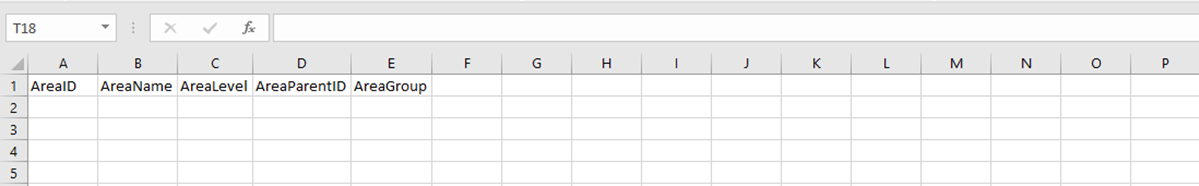 T18 fx
A B C D E F G H I J K L M N O P
1 AreaID AreaName AreaLevel AreaParentID AreaGroup
2
3
4
5